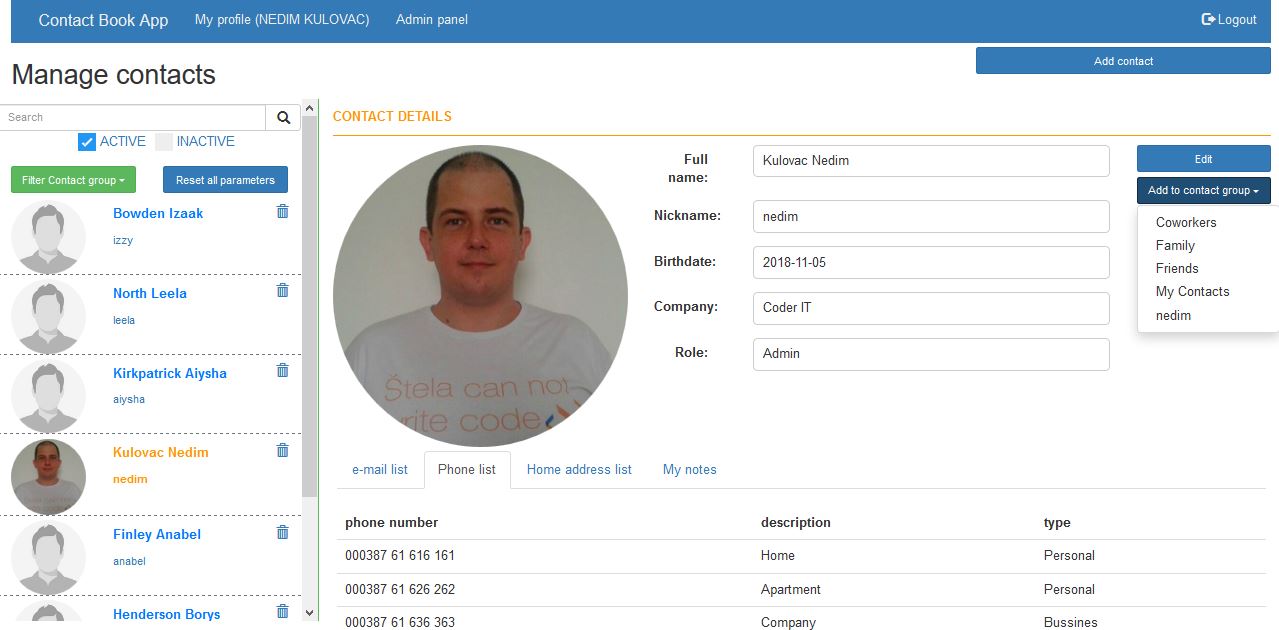 Contact Book App My profile (NEDIM KULOVAC) Admin panel Logout
Add contact
Manage contacts
Search
ACTIVE INACTIVE
Filter Contact group Reset all parameters
Bowden Izaak
izzy
North Leela
leela
Kirkpatrick Aiysha
aiysha
Kulovac Nedim
nedim
Finley Anabel
anabel
Henderson Borys
CONTACT DETAILS
Štela can not
write code
Full name: Kulovac Nedim
Nickname: nedim
Birthdate: 2018-11-05
Company: Coder IT
Role: Admin
Edit
Add to contact group
Coworkers
Family
Friends
My Contacts
nedim
e-mail list Phone list Home address list My notes
phone number description type
000387 61 616 161 Home Personal
000387 61 626 262 Apartment Personal
000387 61 636 363 Company Bussines